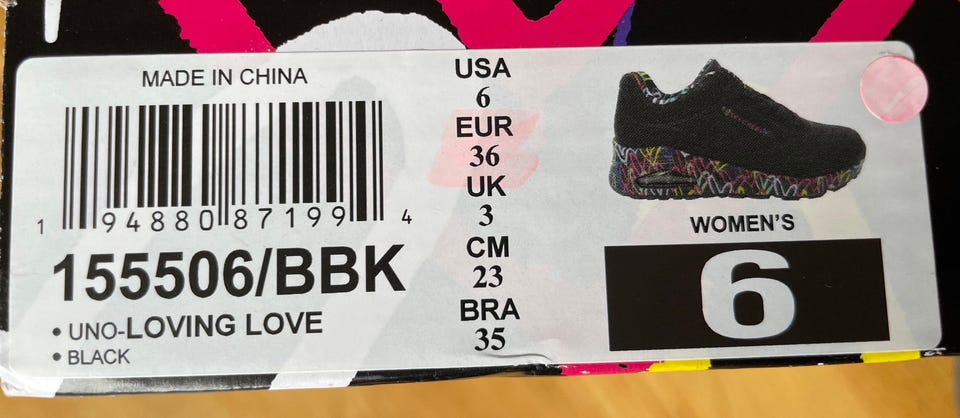 MADE IN CHINA
1 94880 87199 4
155506/BBK
• UNO-LOVING LOVE
• BLACK
USA
6
EUR
36
UK
3
CM
23
BRA
35
WOMEN'S
6